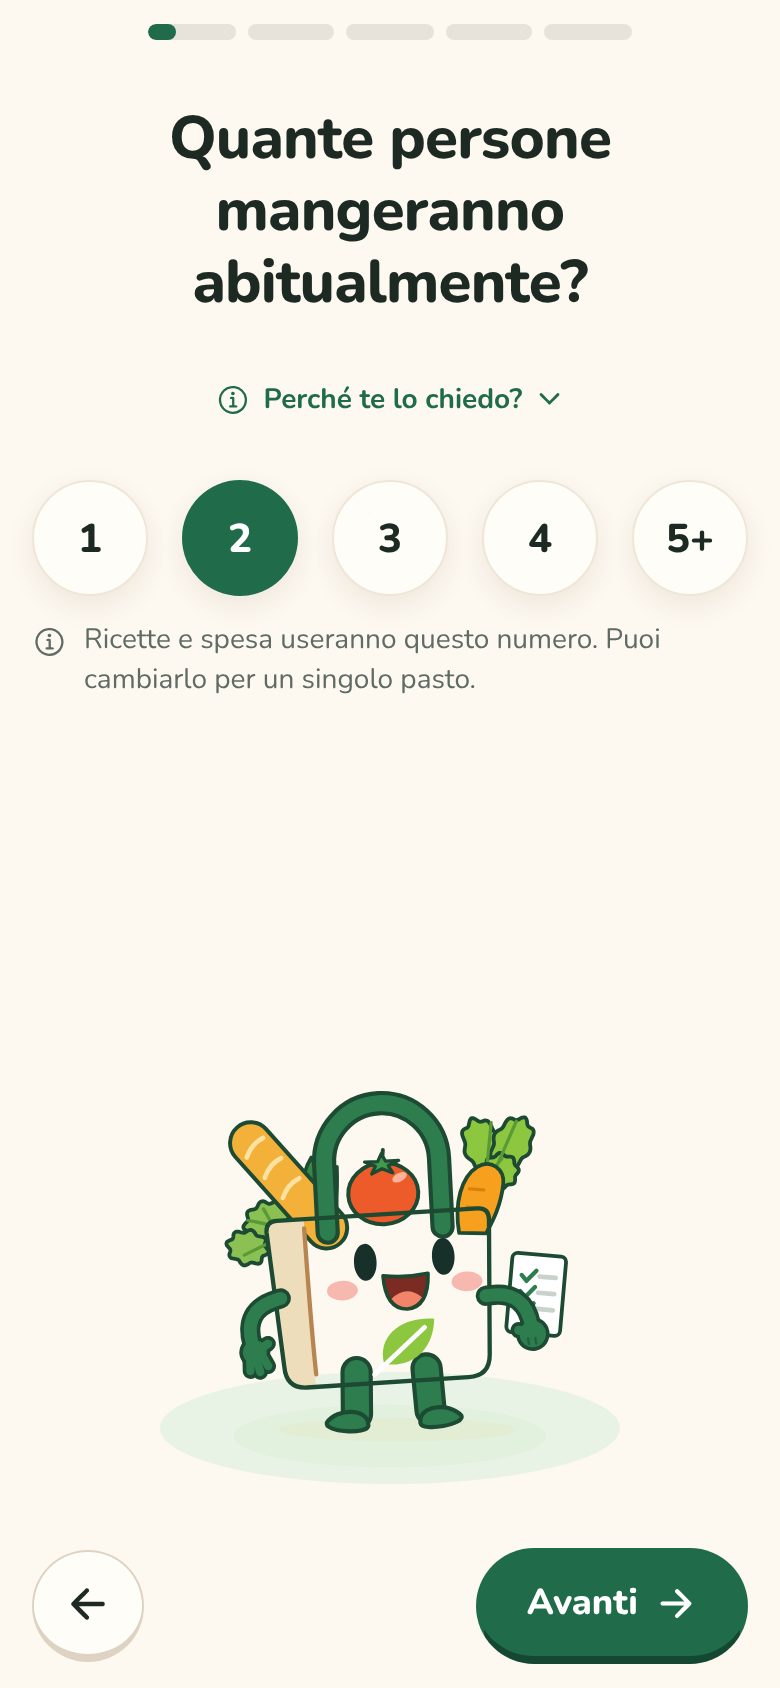 Quante persone
mangeranno
abitualmente?
Perché te lo chiedo?
1 2 3 4 5+
Ricette e spesa useranno questo numero. Puoi
cambiarlo per un singolo pasto.
Avanti